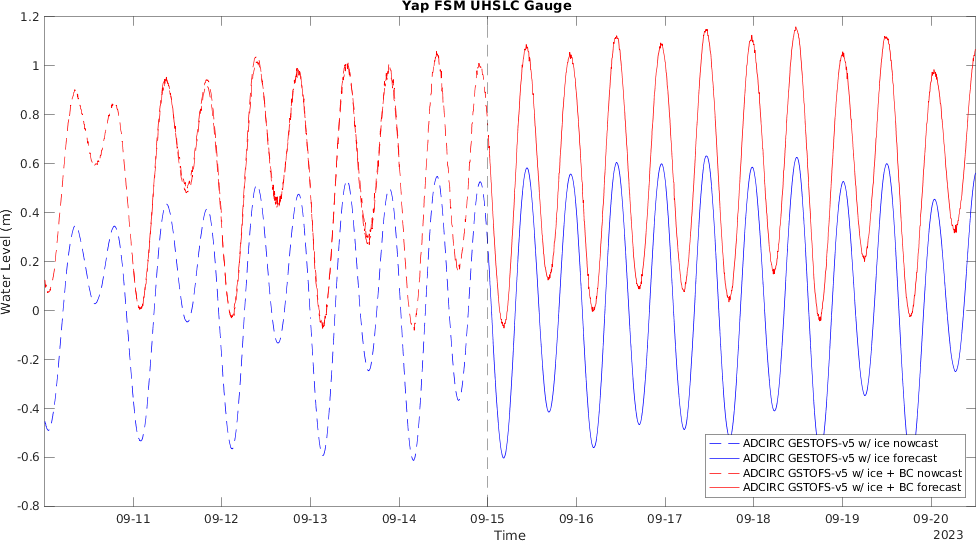 Yap FSM UHSLC Gauge
1.2
1
0.8
0.6
0.4
0.2
0
-0.2
-0.4
-0.6
-0.8
Water Level (m)
ADCIRC GESTOFS-v5 w/ ice nowcast
ADCIRC GESTOFS-v5 w/ ice forecast
ADCIRC GSTOFS-v5 w/ ice + BC nowcast
ADCIRC GSTOFS-v5 w/ ice + BC forecast
09-11 09-12 09-13 09-14 09-15 09-16 09-17 09-18 09-19 09-20
Time
2023